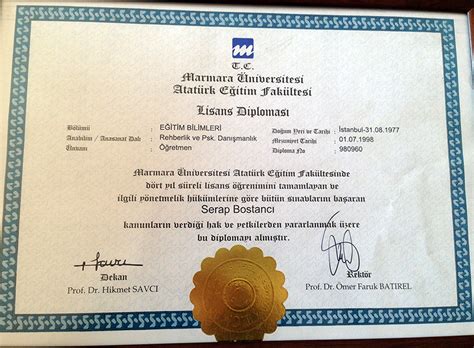 m
T.C.
Marmara Üniversitesi
Atatürk Eğitim Fakültesi
Lisans Diploması
Bölümü : EĞİTİM BİLİMLERİ Doğum Yeri ve Tarihi : İstanbul-31.08.1977
Anabilim / Anasanat Dalı : Rehberlik ve Psk. Danışmanlık Mezuniyet Tarihi : 01.07.1998
Ünvanı : Öğretmen Diploma No : 980960
Marmara Üniversitesi Atatürk Eğitim Fakültesinde
dört yıl süreli lisans öğrenimini tamamlayan ve
ilgili yönetmelik hükümlerine göre bütün sınavlarını başaran
Serap Bostancı
kanunların verdiği hak ve yetkilerden yararlanmak üzere
bu diplomayı almıştır.
Dekan
Prof. Dr. Hikmet SAVCI
Rektör
Prof. Dr. Ömer Faruk BATIREL